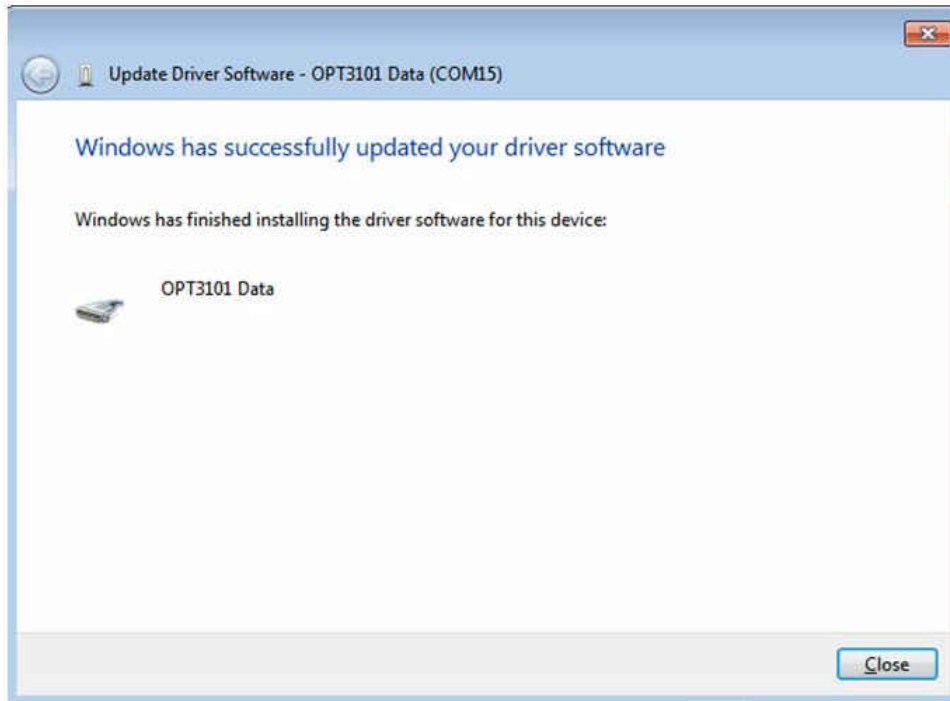 Update Driver Software - OPT3101 Data (COM15)
Windows has successfully updated your driver software
Windows has finished installing the driver software for this device:
OPT3101 Data
Close